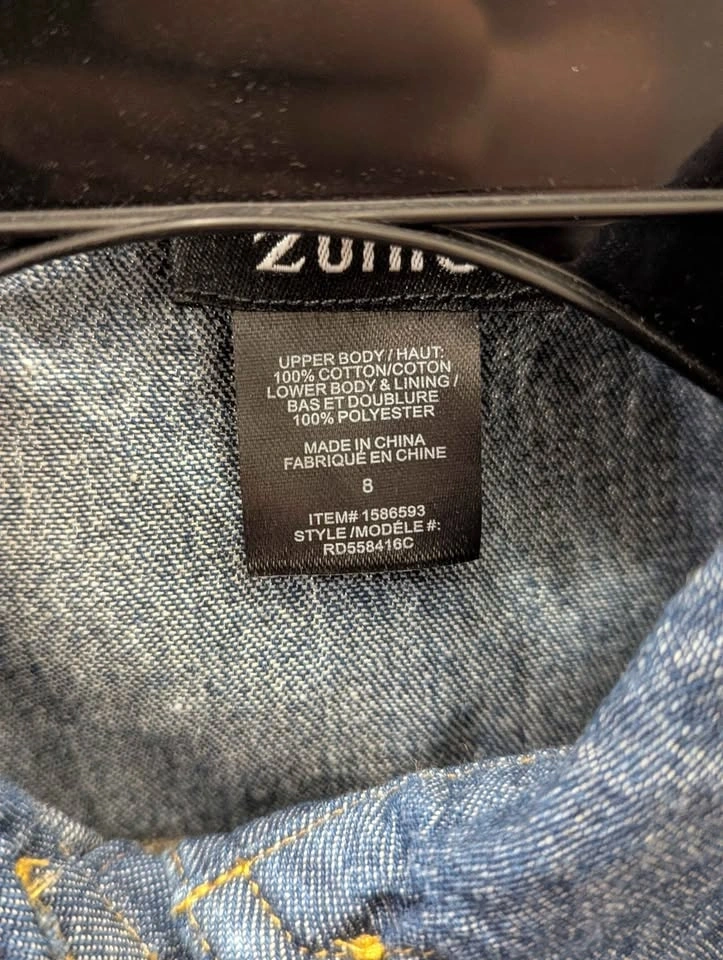 UPPER BODY / HAUT:
100% COTTON/COTON
LOWER BODY & LINING /
BAS ET DOUBLURE
100% POLYESTER
MADE IN CHINA
FABRIQUÉ EN CHINE
8
ITEM# 1586593
STYLE /MODÉLE #:
RD558416C